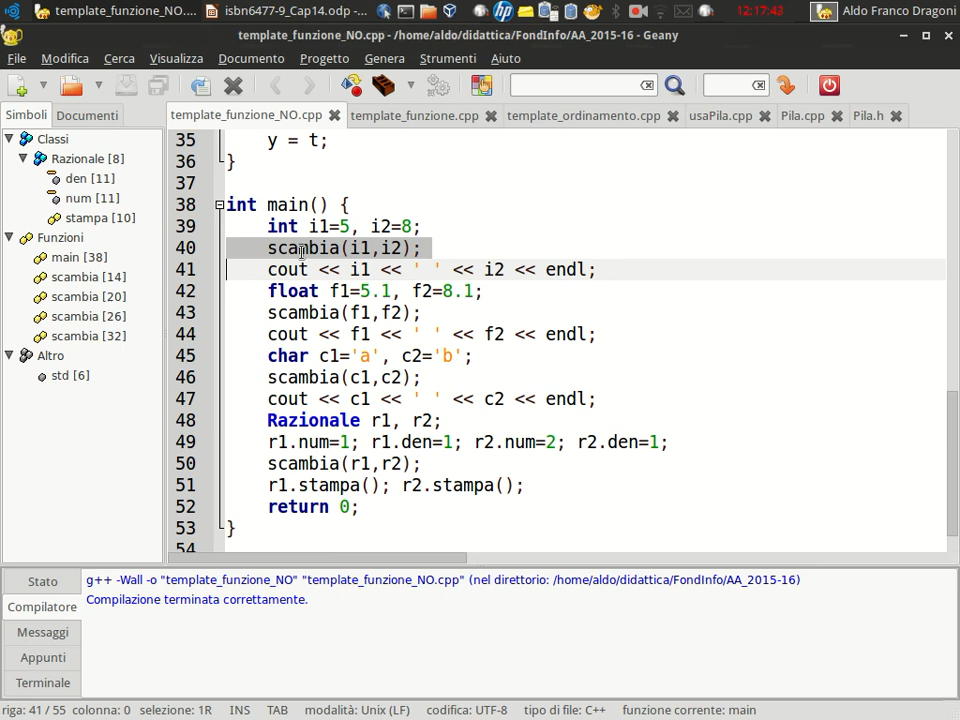 template_funzione_NO....
isbn6477-9_Cap14.odp -...
12:17:43
Aldo Franco Dragoni
template_funzione_NO.cpp - /home/aldo/didattica/FondInfo/AA_2015-16 - Geany
File Modifica Cerca Visualizza Documento Progetto Genera Strumenti Aiuto
Simboli Documenti
template_funzione_NO.cpp template_funzione.cpp template_ordinamento.cpp usaPila.cpp Pila.cpp Pila.h
Classi
Razionale [8]
den [11]
num [11]
stampa [10]
Funzioni
main [38]
scambia [14]
scambia [20]
scambia [26]
scambia [32]
Altro
std [6]
35 y = t;
36 }
37
38 int main() {
39 int i1=5, i2=8;
40 scambia(i1,i2);
41 cout << i1 << ' ' << i2 << endl;
42 float f1=5.1, f2=8.1;
43 scambia(f1,f2);
44 cout << f1 << ' ' << f2 << endl;
45 char c1='a', c2='b';
46 scambia(c1,c2);
47 cout << c1 << ' ' << c2 << endl;
48 Razionale r1, r2;
49 r1.num=1; r1.den=1; r2.num=2; r2.den=1;
50 scambia(r1,r2);
51 r1.stampa(); r2.stampa();
52 return 0;
53 }
54
Stato
Compilatore
Messaggi
Appunti
Terminale
g++ -Wall -o "template_funzione_NO" "template_funzione_NO.cpp" (nel direttorio: /home/aldo/didattica/FondInfo/AA_2015-16)
Compilazione terminata correttamente.
riga: 41 / 55 colonna: 0 selezione: 1R INS TAB modalità: Unix (LF) codifica: UTF-8 tipo di file: C++ funzione corrente: main